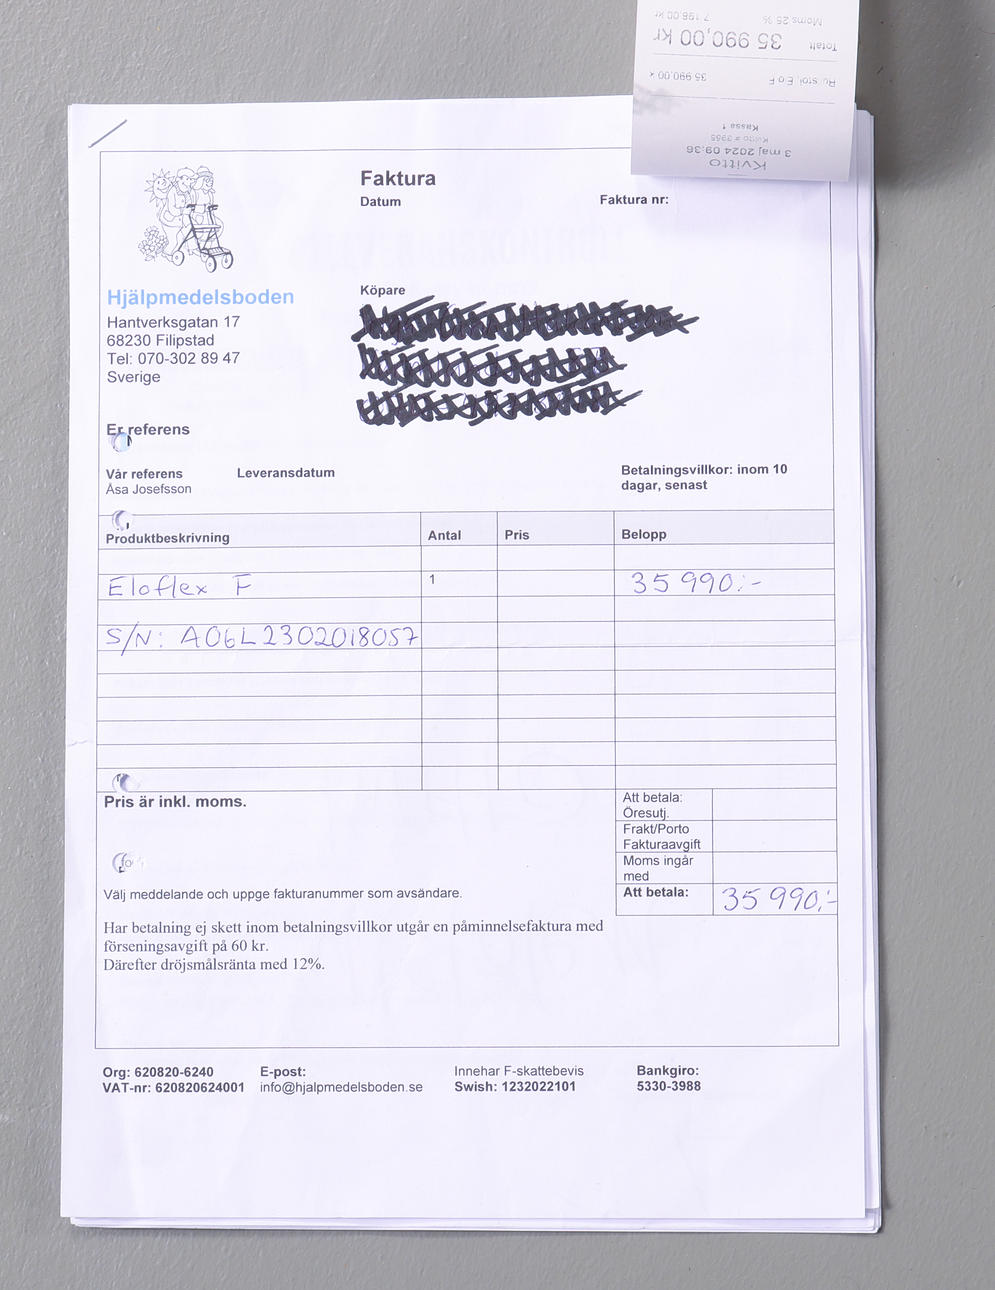 Kvitto
3 maj 2024 09:36
Kvitto # 3955
Kassa 1
Rullstol E o F 35 990,00 x
Totalt 35 990,00 kr
Moms 25 % 7 198,00 kr
Faktura
Datum Faktura nr:
Köpare
Hjälpmedelsboden
Hantverksgatan 17
68230 Filipstad
Tel: 070-302 89 47
Sverige
Er referens
Vår referens Leveransdatum Betalningsvillkor: inom 10
Åsa Josefsson dagar, senast
Produktbeskrivning Antal Pris Belopp
Eloflex F 1 35 990:-
S/N: A06L2302018057
Pris är inkl. moms.
Att betala:
Öresutj.
Frakt/Porto
Fakturaavgift
Moms ingår
med
Att betala: 35 990:-
Välj meddelande och uppge fakturanummer som avsändare.
Har betalning ej skett inom betalningsvillkor utgår en påminnelsefaktura med
förseningsavgift på 60 kr.
Därefter dröjsmålsränta med 12%.
Org: 620820-6240 E-post: Innehar F-skattebevis Bankgiro:
VAT-nr: 620820624001 info@hjalpmedelsboden.se Swish: 1232022101 5330-3988